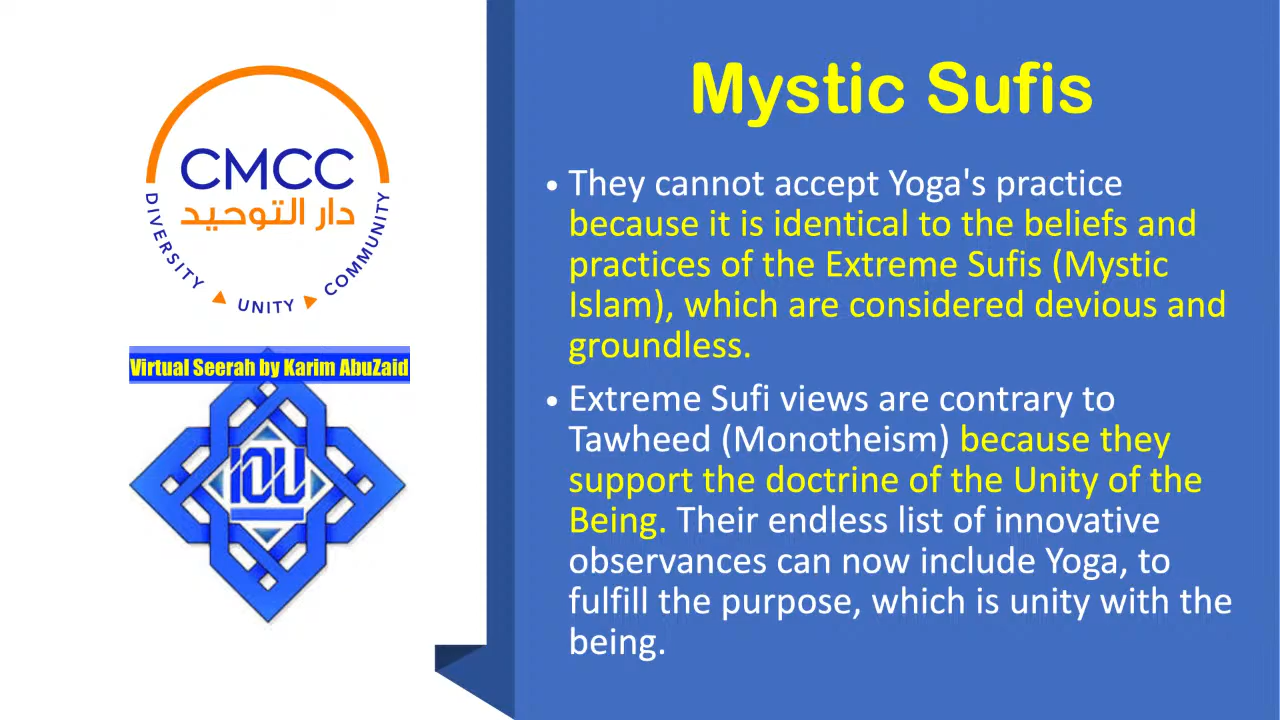 CMCC
دار التوحيد
DIVERSITY
UNITY
COMMUNITY
Virtual Seerah by Karim AbuZaid
IOU
Mystic Sufis
• They cannot accept Yoga's practice
because it is identical to the beliefs and
practices of the Extreme Sufis (Mystic
Islam), which are considered devious and
groundless.
• Extreme Sufi views are contrary to
Tawheed (Monotheism) because they
support the doctrine of the Unity of the
Being. Their endless list of innovative
observances can now include Yoga, to
fulfill the purpose, which is unity with the
being.